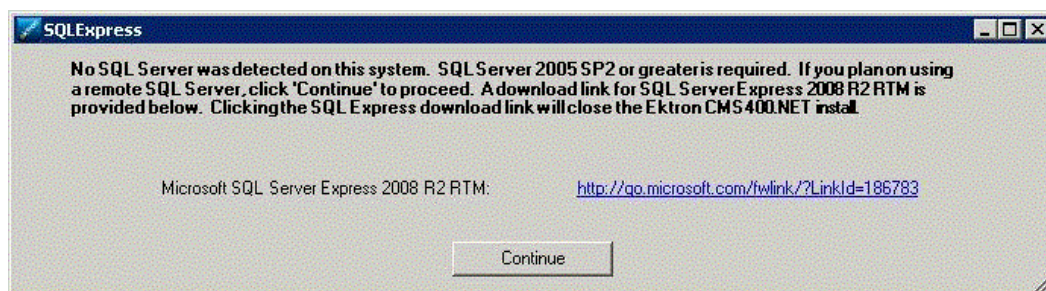 SQLExpress
No SQL Server was detected on this system. SQL Server 2005 SP2 or greater is required. If you plan on using
a remote SQL Server, click 'Continue' to proceed. A download link for SQL Server Express 2008 R2 RTM is
provided below. Clicking the SQL Express download link will close the Ektron CMS400.NET install.
Microsoft SQL Server Express 2008 R2 RTM: http://go.microsoft.com/fwlink/?LinkId=186783
Continue